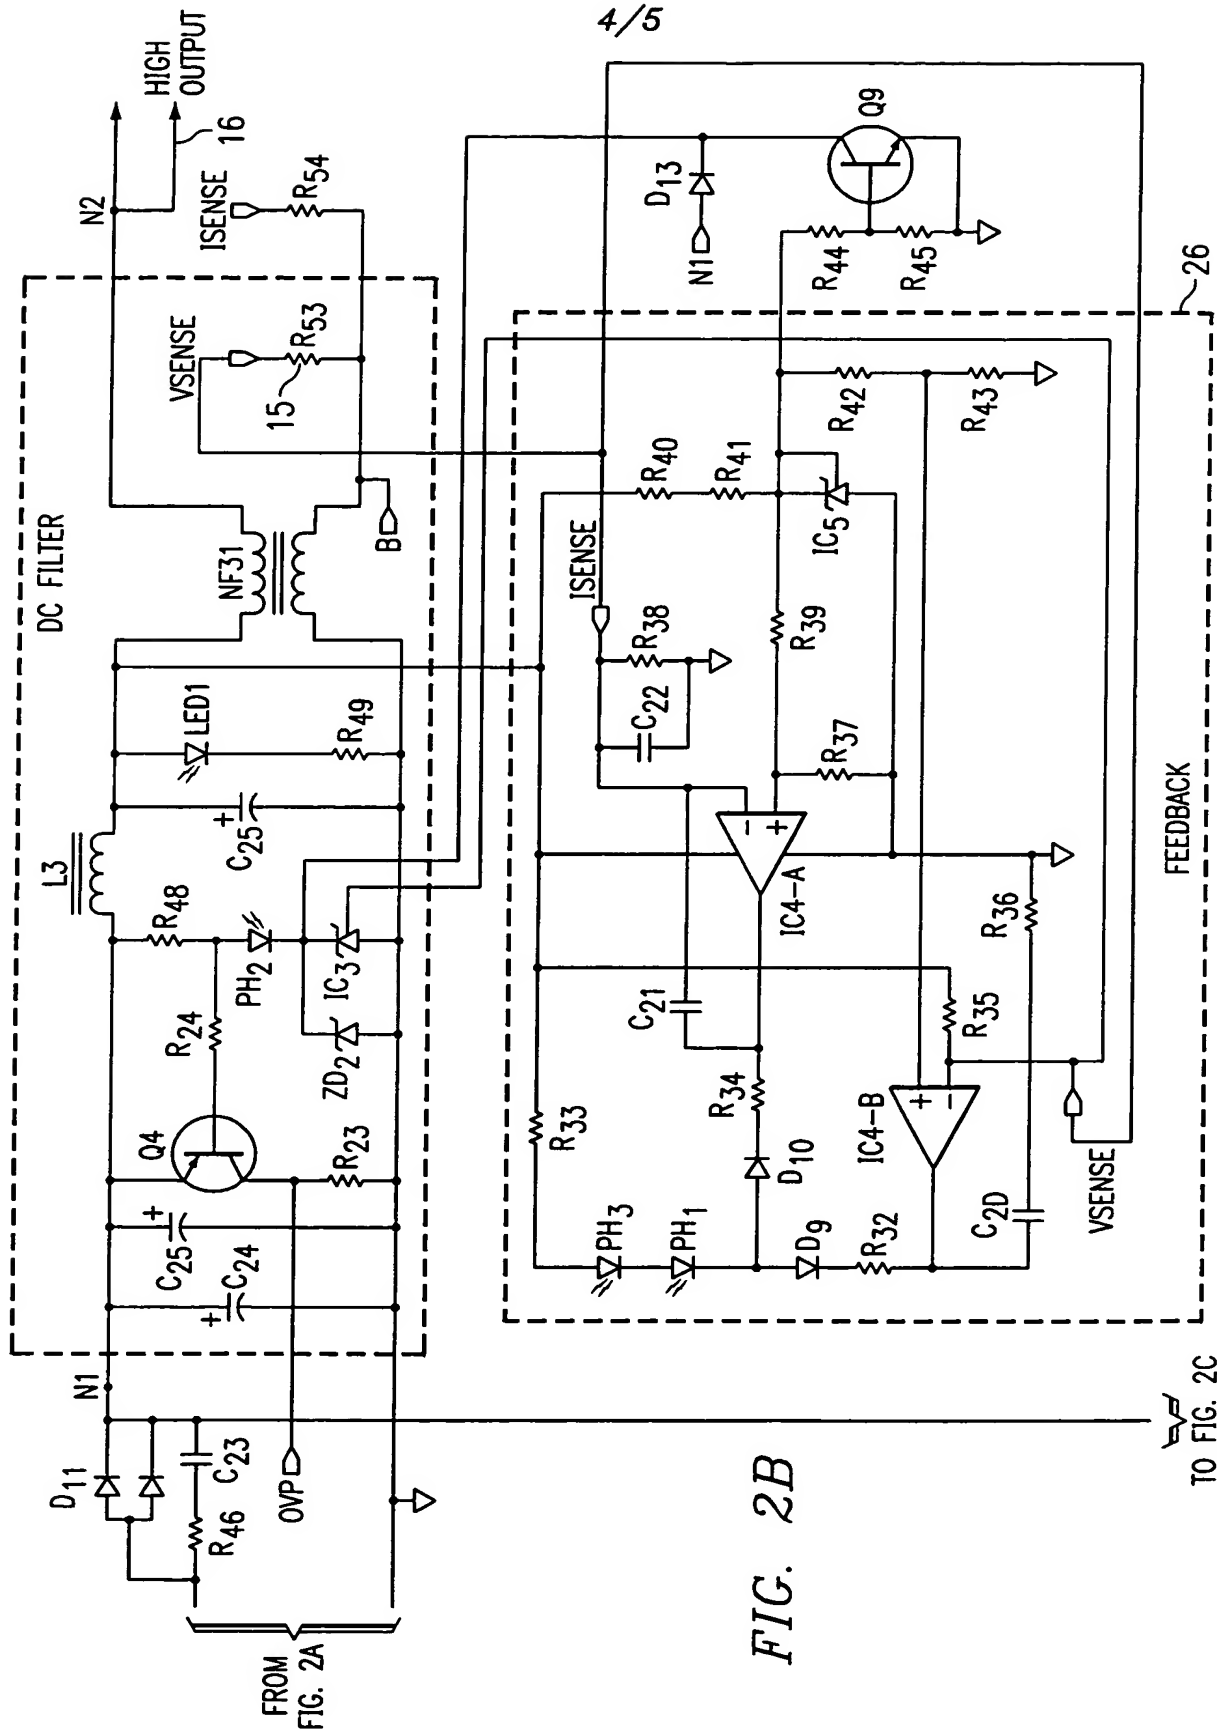 4/5
N2
HIGH
OUTPUT
16
ISENSE
R54
DC FILTER
VSENSE
R53
15
B
NF31
L3
LED1
R49
+
C25
R48
PH2
IC3
ZD2
R24
Q4
R23
+
C25
+
C24
N1
D11
C23
R46
OVP
FROM
FIG. 2A
Q9
D13
N1
R44
R45
26
R42
R43
R40
R41
IC5
ISENSE
R38
C22
R39
R37
-
+
IC4-A
C21
R36
R35
R34
R33
D10
IC4-B
+
-
PH3
PH1
D9
R32
C2D
VSENSE
FEEDBACK
TO FIG. 2C
FIG. 2B